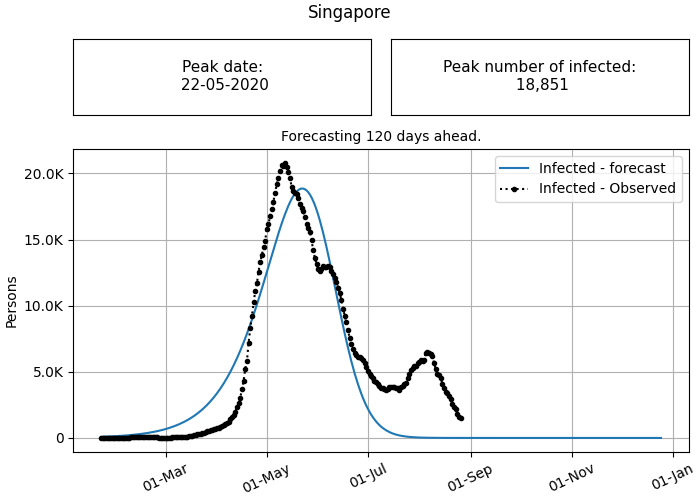 Singapore
Peak date:
22-05-2020
Peak number of infected:
18,851
Forecasting 120 days ahead.
Infected - forecast
Infected - Observed
Persons
20.0K
15.0K
10.0K
5.0K
0
01-Mar
01-May
01-Jul
01-Sep
01-Nov
01-Jan